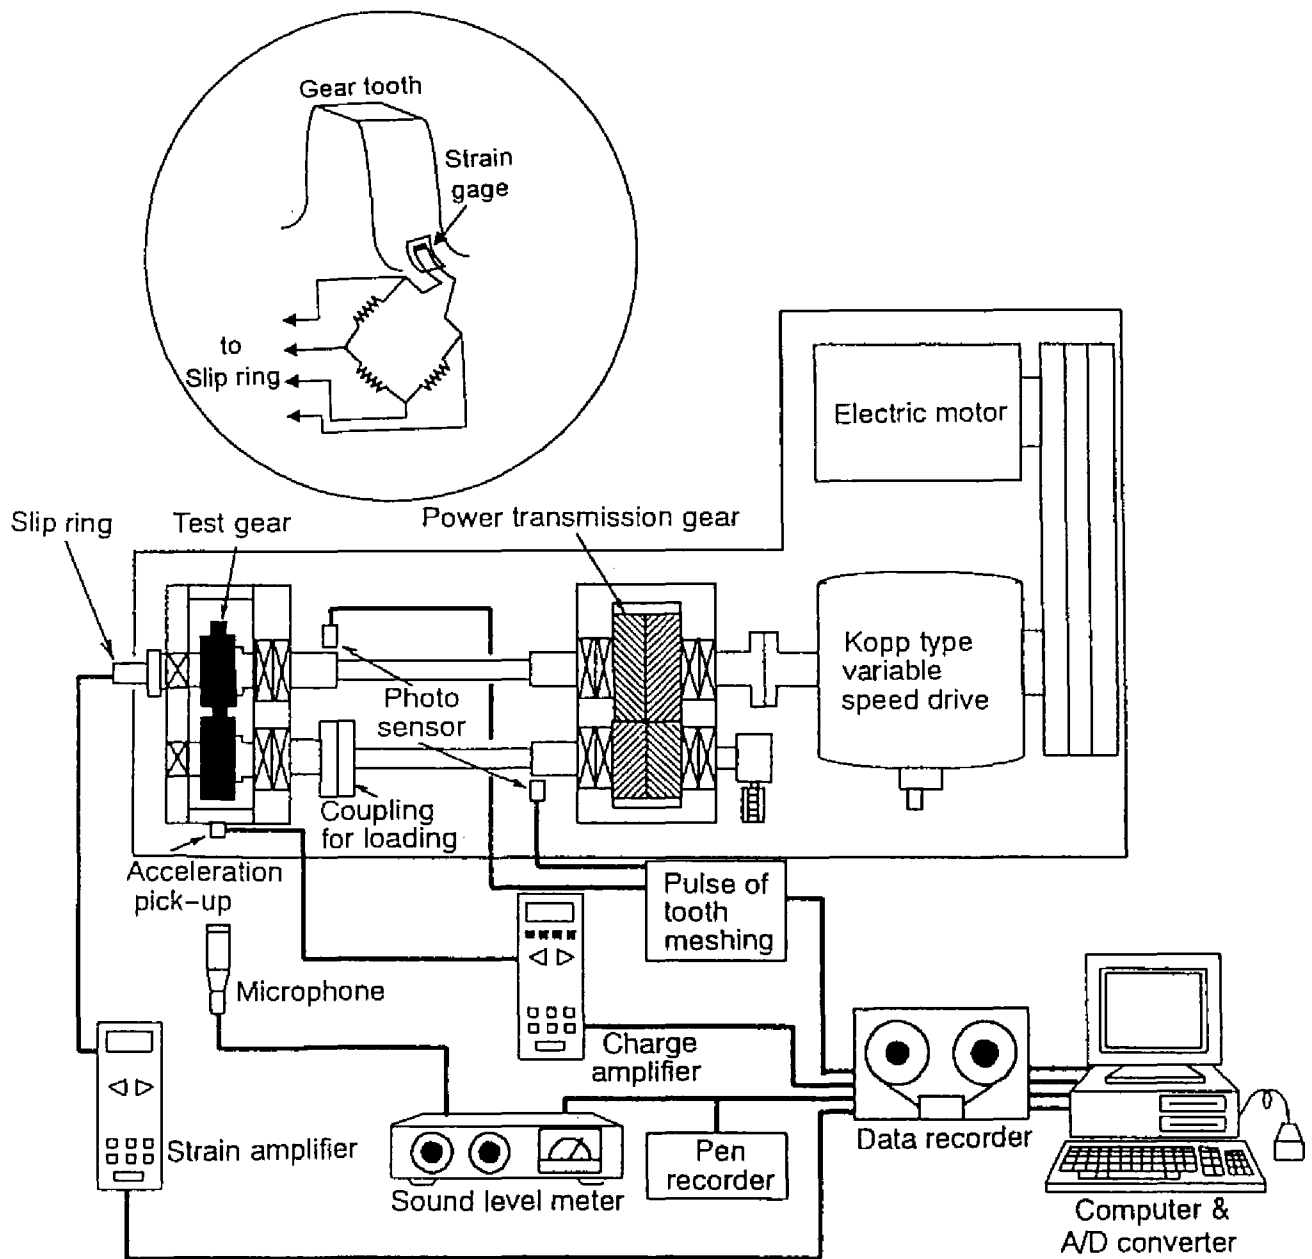 Gear tooth
Strain
gage
to
Slip ring
Electric motor
Slip ring
Test gear
Power transmission gear
Kopp type
variable
speed drive
Photo
sensor
Coupling
for loading
Acceleration
pick-up
Pulse of
tooth
meshing
Microphone
Charge
amplifier
Strain amplifier
Sound level meter
Pen
recorder
Data recorder
Computer &
A/D converter